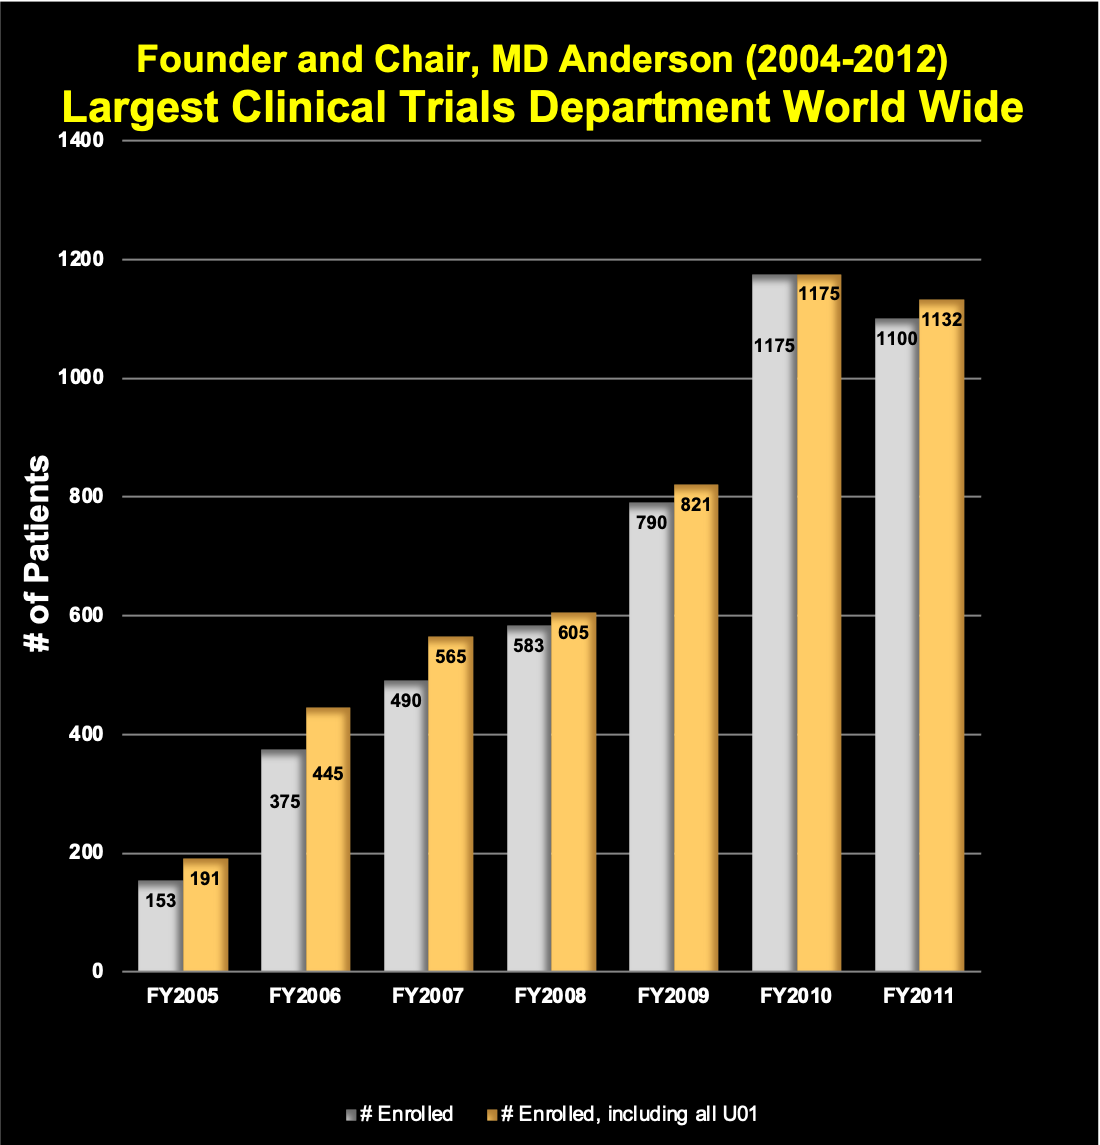 Founder and Chair, MD Anderson (2004-2012)
Largest Clinical Trials Department World Wide
1400
1200
1000
800
600
400
200
0
# of Patients
153
191
375
445
490
565
583
605
790
821
1175
1175
1100
1132
FY2005
FY2006
FY2007
FY2008
FY2009
FY2010
FY2011
# Enrolled
# Enrolled, including all U01